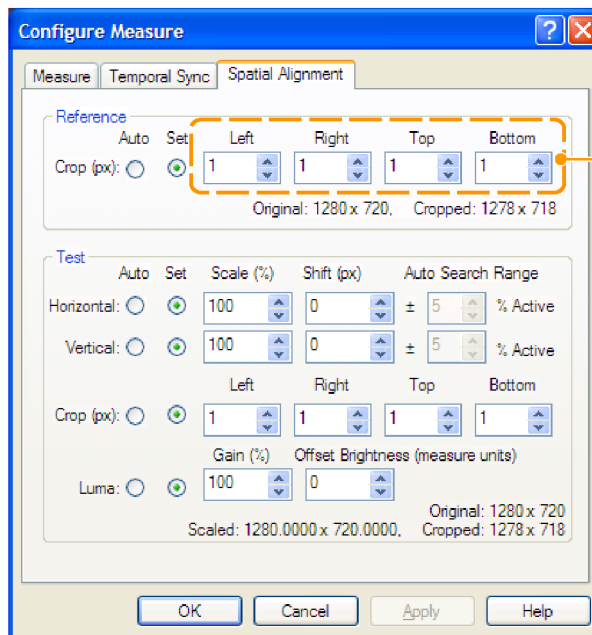 Configure Measure
Measure Temporal Sync Spatial Alignment
Reference
Auto Set Left Right Top Bottom
Crop (px): 1 1 1 1
Original: 1280 x 720, Cropped: 1278 x 718
Test
Auto Set Scale (%) Shift (px) Auto Search Range
Horizontal: 100 0 ± 5 % Active
Vertical: 100 0 ± 5 % Active
Left Right Top Bottom
Crop (px): 1 1 1 1
Gain (%) Offset Brightness (measure units)
Luma: 100 0
Original: 1280 x 720
Scaled: 1280.0000 x 720.0000, Cropped: 1278 x 718
OK Cancel Apply Help